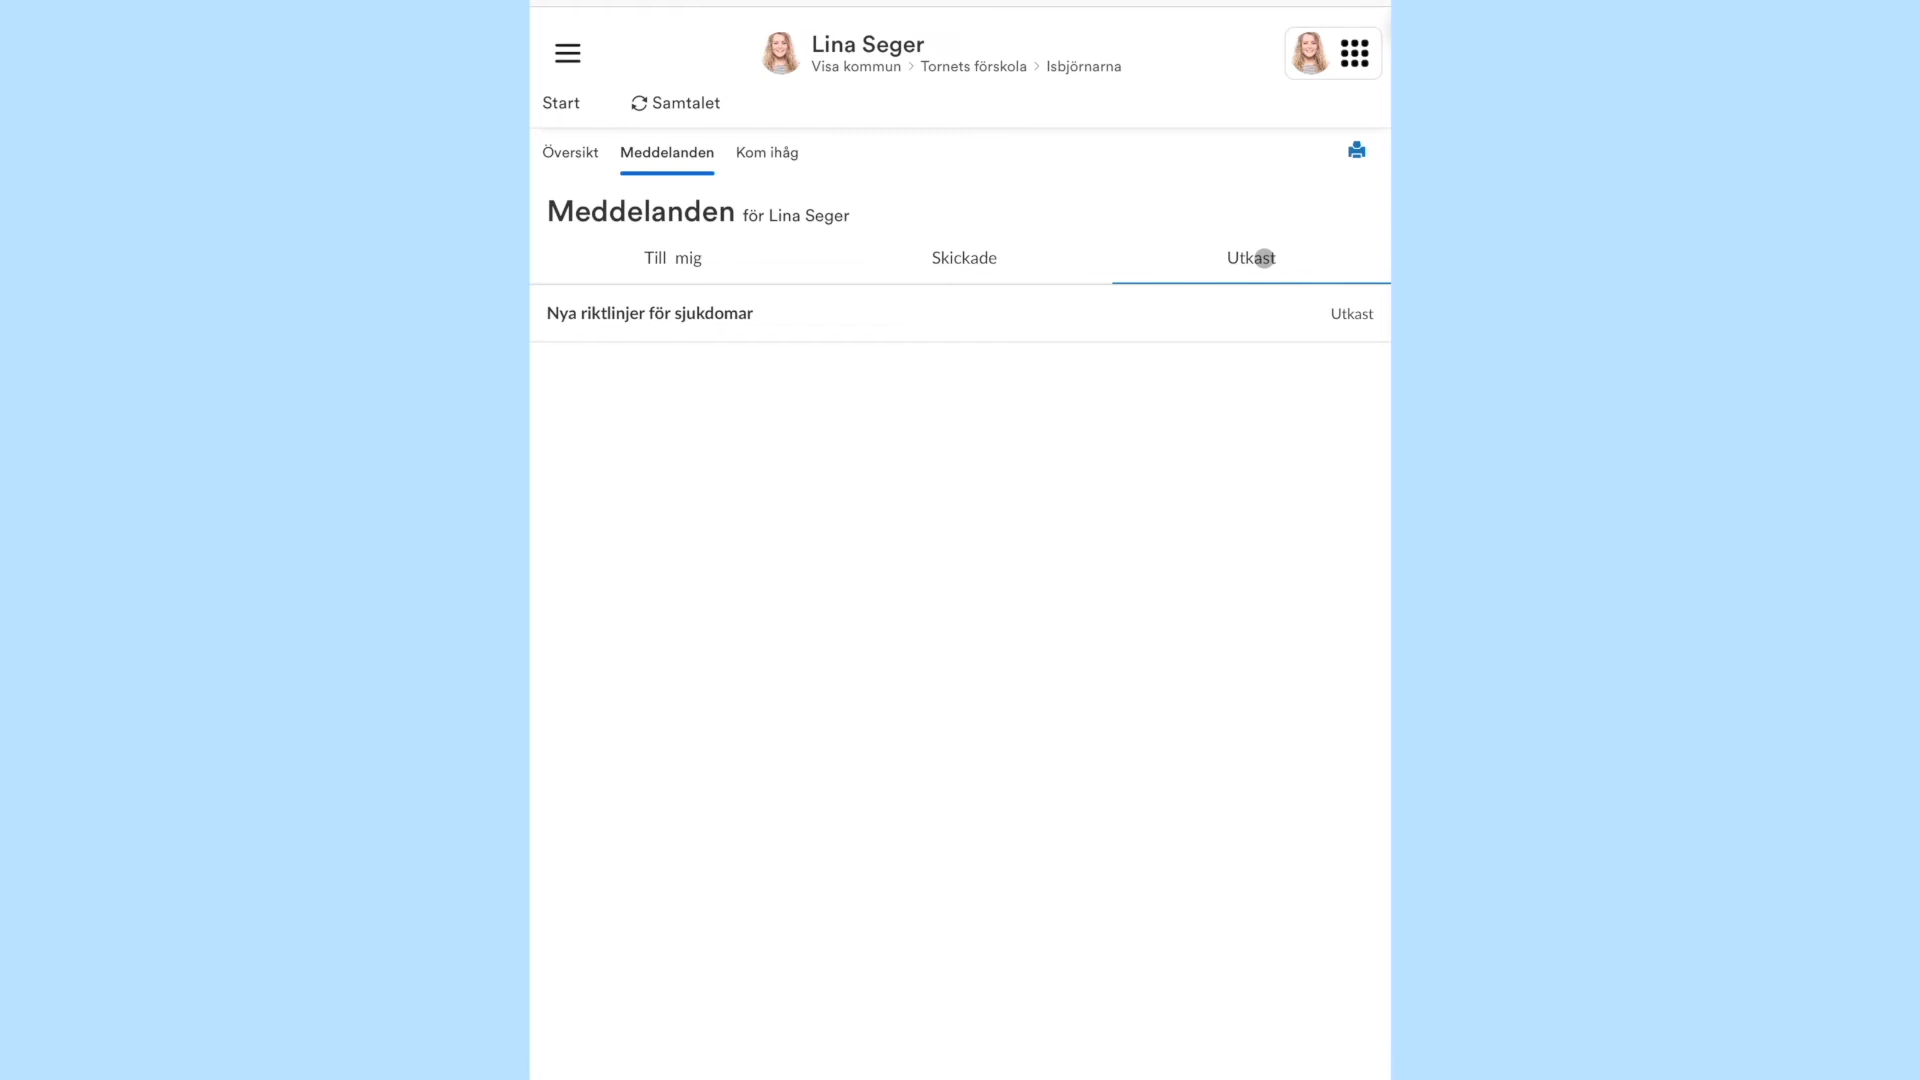 Lina Seger
Visa kommun > Tornets förskola > Isbjörnarna
Start Samtalet
Översikt Meddelanden Kom ihåg
Meddelanden för Lina Seger
Till mig Skickade Utkast
Nya riktlinjer för sjukdomar Utkast